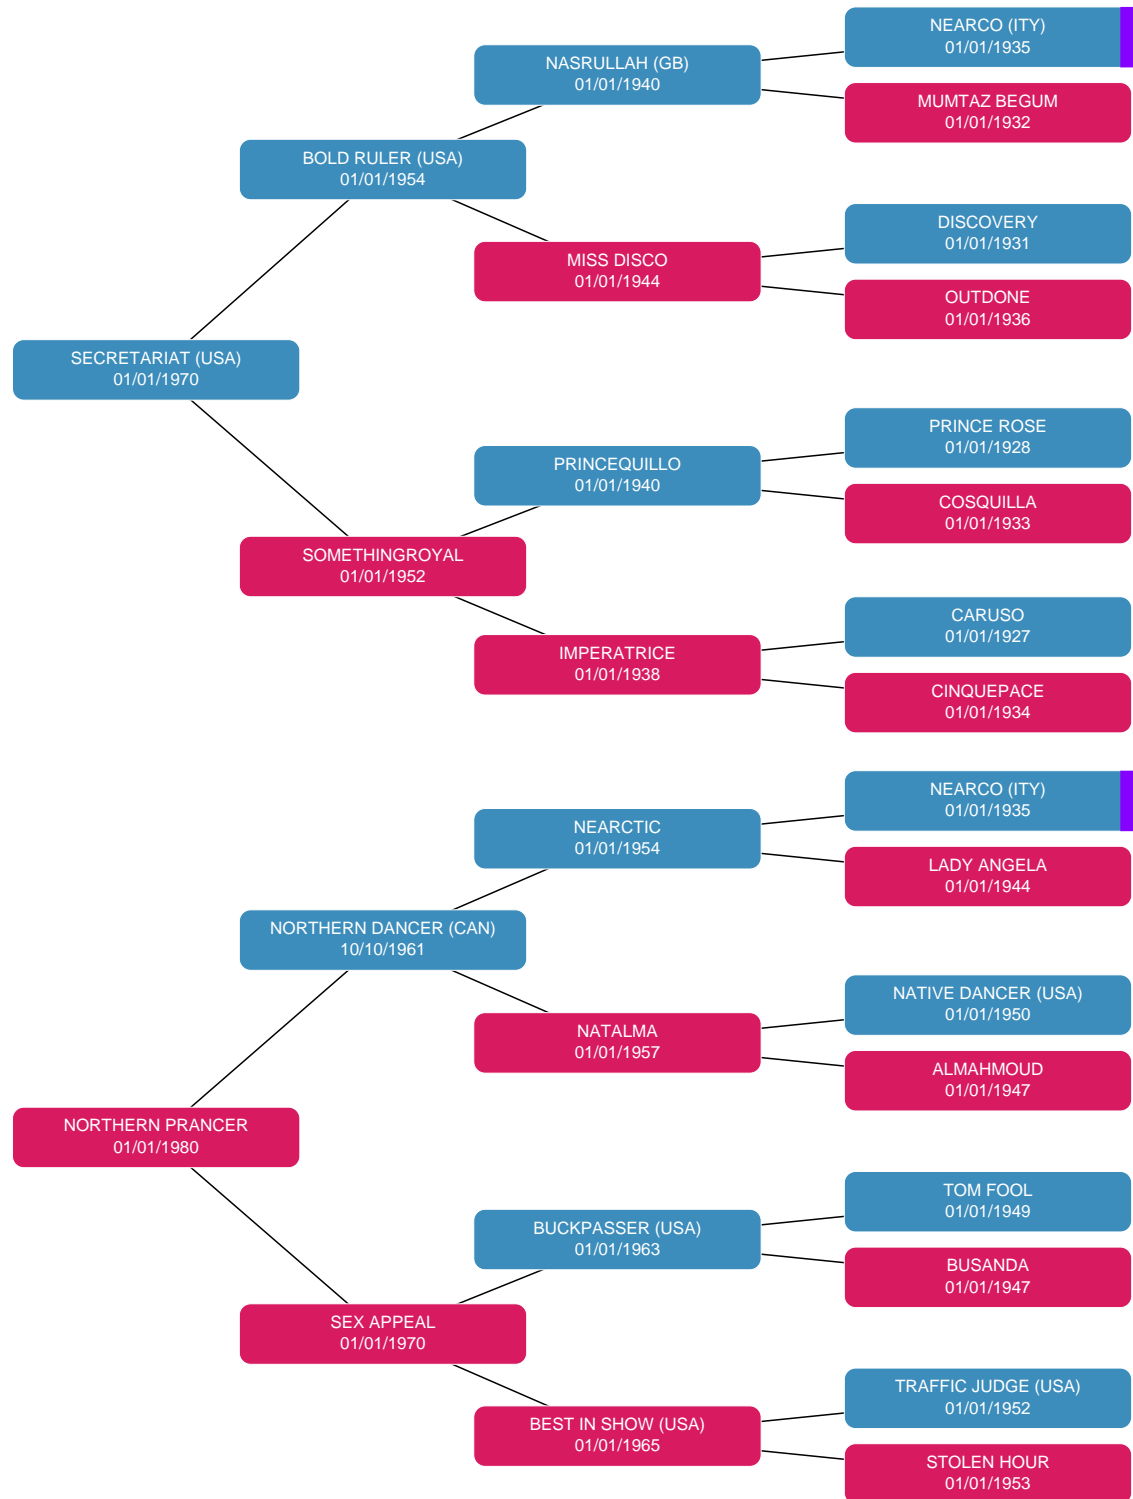 NEARCO (ITY)
01/01/1935
NASRULLAH (GB)
01/01/1940
MUMTAZ BEGUM
01/01/1932
BOLD RULER (USA)
01/01/1954
DISCOVERY
01/01/1931
MISS DISCO
01/01/1944
OUTDONE
01/01/1936
SECRETARIAT (USA)
01/01/1970
PRINCE ROSE
01/01/1928
PRINCEQUILLO
01/01/1940
COSQUILLA
01/01/1933
SOMETHINGROYAL
01/01/1952
CARUSO
01/01/1927
IMPERATRICE
01/01/1938
CINQUEPACE
01/01/1934
NEARCO (ITY)
01/01/1935
NEARCTIC
01/01/1954
LADY ANGELA
01/01/1944
NORTHERN DANCER (CAN)
10/10/1961
NATIVE DANCER (USA)
01/01/1950
NATALMA
01/01/1957
ALMAHMOUD
01/01/1947
NORTHERN PRANCER
01/01/1980
TOM FOOL
01/01/1949
BUCKPASSER (USA)
01/01/1963
BUSANDA
01/01/1947
SEX APPEAL
01/01/1970
TRAFFIC JUDGE (USA)
01/01/1952
BEST IN SHOW (USA)
01/01/1965
STOLEN HOUR
01/01/1953